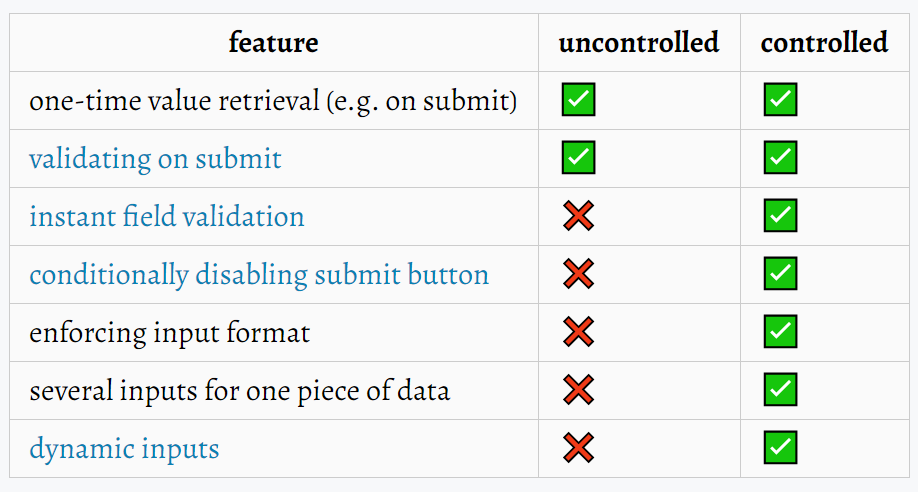 feature uncontrolled controlled
one-time value retrieval (e.g. on submit) ✅ ✅
validating on submit ✅ ✅
instant field validation ❌ ✅
conditionally disabling submit button ❌ ✅
enforcing input format ❌ ✅
several inputs for one piece of data ❌ ✅
dynamic inputs ❌ ✅